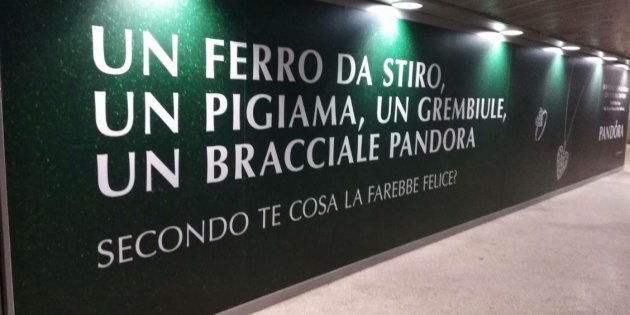 UN FERRO DA STIRO,
UN PIGIAMA, UN GREMBIULE,
UN BRACCIALE PANDORA
SECONDO TE COSA LA FAREBBE FELICE?
PANDORA